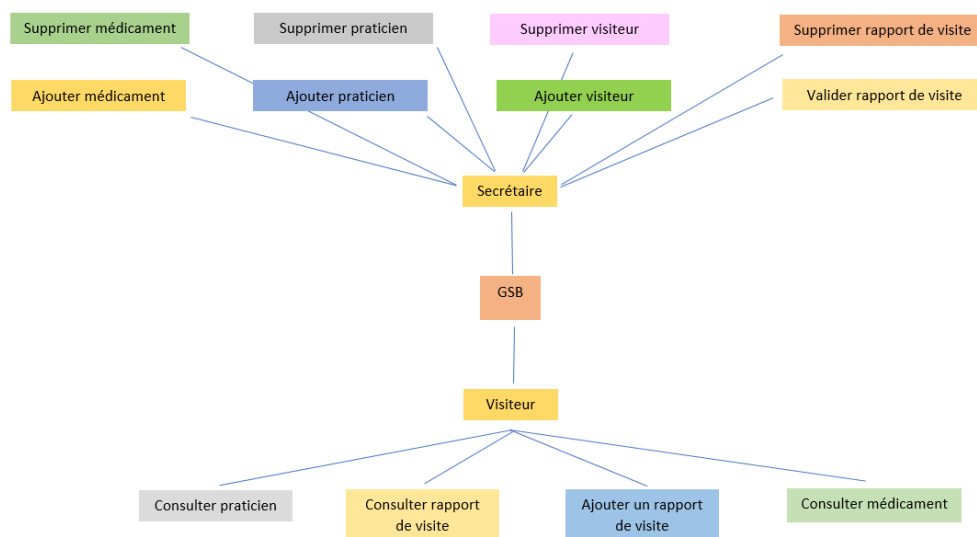 Supprimer médicament
Supprimer praticien
Supprimer visiteur
Supprimer rapport de visite
Ajouter médicament
Ajouter praticien
Ajouter visiteur
Valider rapport de visite
Secrétaire
GSB
Visiteur
Consulter praticien
Consulter rapport
de visite
Ajouter un rapport
de visite
Consulter médicament